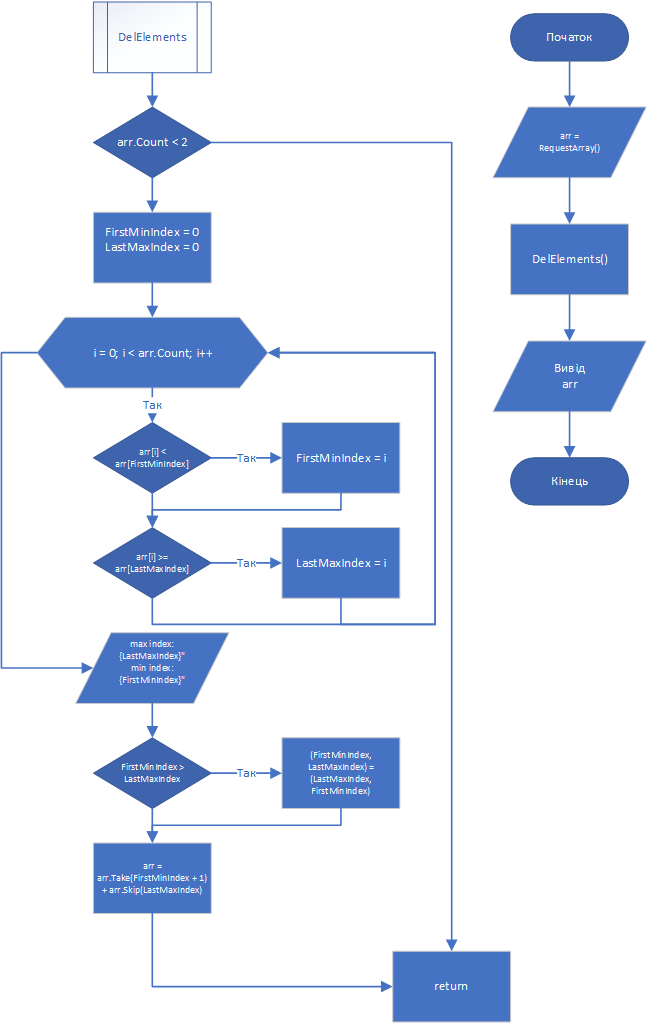 DelElements
arr.Count < 2
FirstMinIndex = 0
LastMaxIndex = 0
i = 0; i < arr.Count; i++
Так
arr[i] <
arr[FirstMinIndex]
Так
FirstMinIndex = i
arr[i] >=
arr[LastMaxIndex]
Так
LastMaxIndex = i
max index:
{LastMaxIndex}"
min index:
{FirstMinIndex}"
FirstMinIndex >
LastMaxIndex
Так
(FirstMinIndex,
LastMaxIndex) =
(LastMaxIndex,
FirstMinIndex)
arr =
arr.Take(FirstMinIndex + 1)
+ arr.Skip(LastMaxIndex)
return
Початок
arr =
RequestArray()
DelElements()
Вивід
arr
Кінець